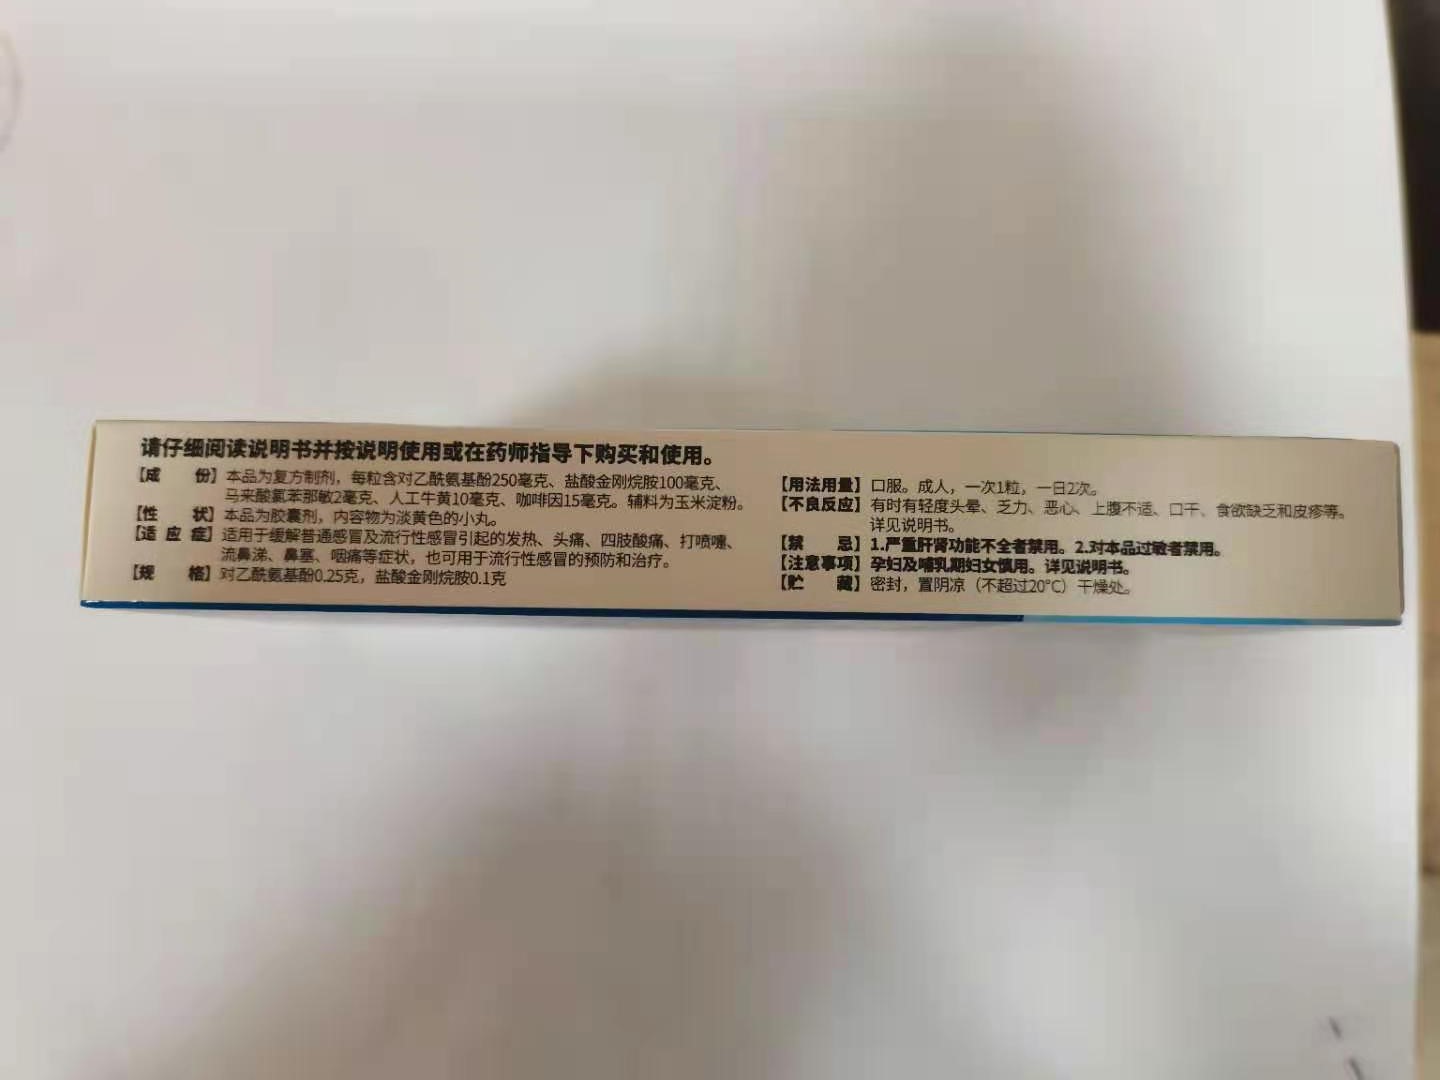 请仔细阅读说明书并按说明使用或在药师指导下购买和使用。
【成 份】本品为复方制剂，每粒含对乙酰氨基酚250毫克、盐酸金刚烷胺100毫克、
马来酸氯苯那敏2毫克、人工牛黄10毫克、咖啡因15毫克。辅料为玉米淀粉。
【性 状】本品为胶囊剂，内容物为淡黄色的小丸。
【适 应 症】适用于缓解普通感冒及流行性感冒引起的发热、头痛、四肢酸痛、打喷嚏、
流鼻涕、鼻塞、咽痛等症状，也可用于流行性感冒的预防和治疗。
【规 格】对乙酰氨基酚0.25克，盐酸金刚烷胺0.1克
【用法用量】口服。成人，一次1粒，一日2次。
【不良反应】有时有轻度头晕、乏力、恶心、上腹不适、口干、食欲缺乏和皮疹等。
详见说明书。
【禁 忌】1.严重肝肾功能不全者禁用。2.对本品过敏者禁用。
【注意事项】孕妇及哺乳期妇女慎用。详见说明书。
【贮 藏】密封，置阴凉（不超过20°C）干燥处。